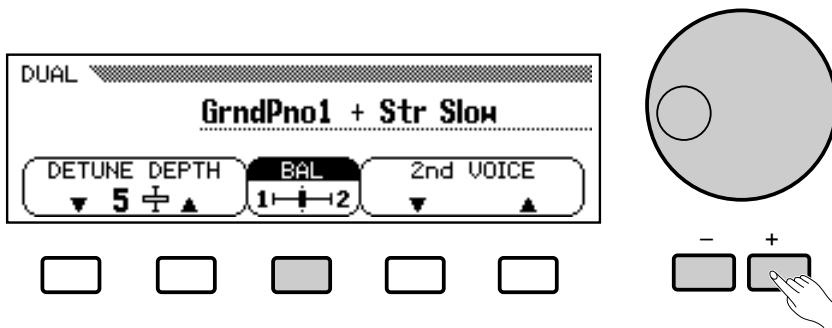 DUAL
GrndPno1 + Str Slow
DETUNE DEPTH BAL 2nd VOICE
▼ 5 ▲ 1 2 ▼ ▲
− +